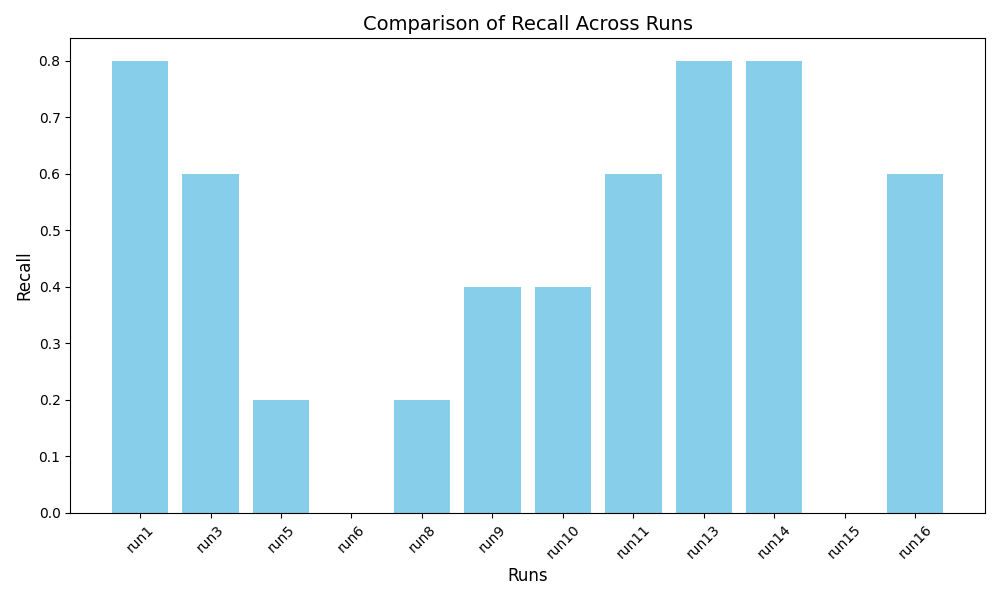 Comparison of Recall Across Runs
0.8
0.7
0.6
0.5
0.4
0.3
0.2
0.1
0.0
Recall
run1 run3 run5 run6 run8 run9 run10 run11 run13 run14 run15 run16
Runs